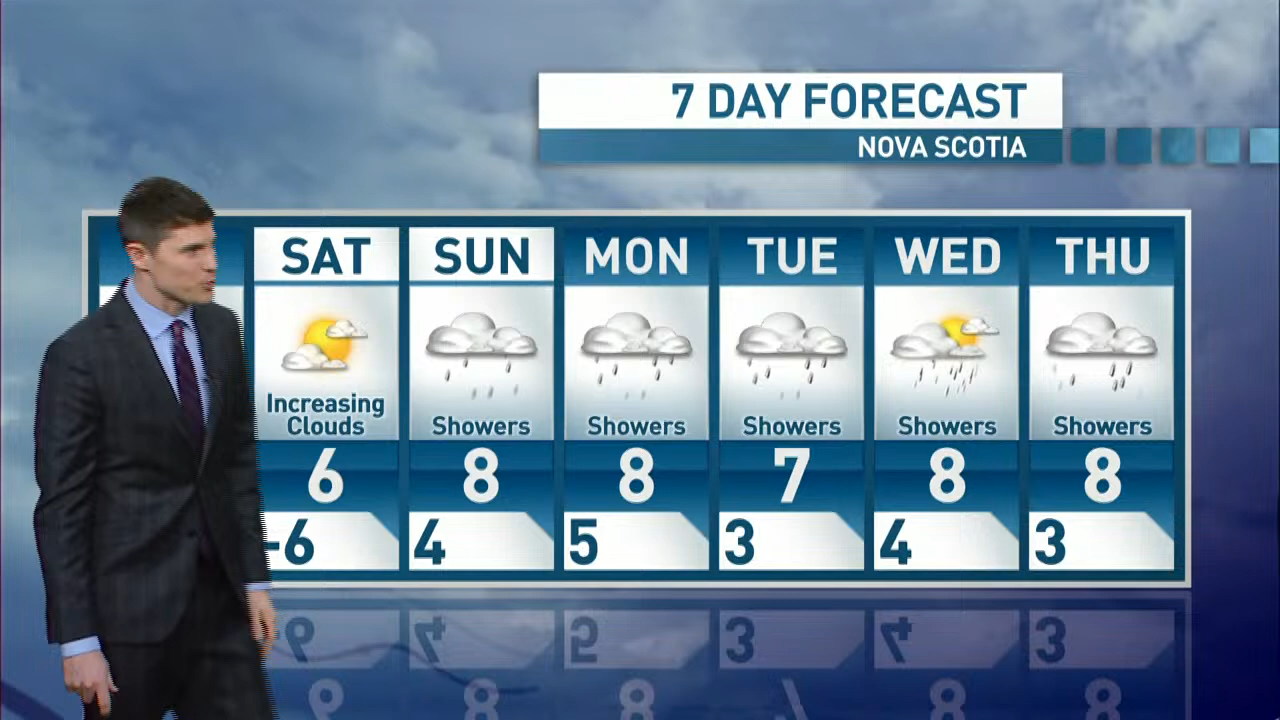 7 DAY FORECAST
NOVA SCOTIA
SAT
SUN
MON
TUE
WED
THU
Increasing
Clouds
Showers
Showers
Showers
Showers
Showers
6
8
8
7
8
8
-6
4
5
3
4
3